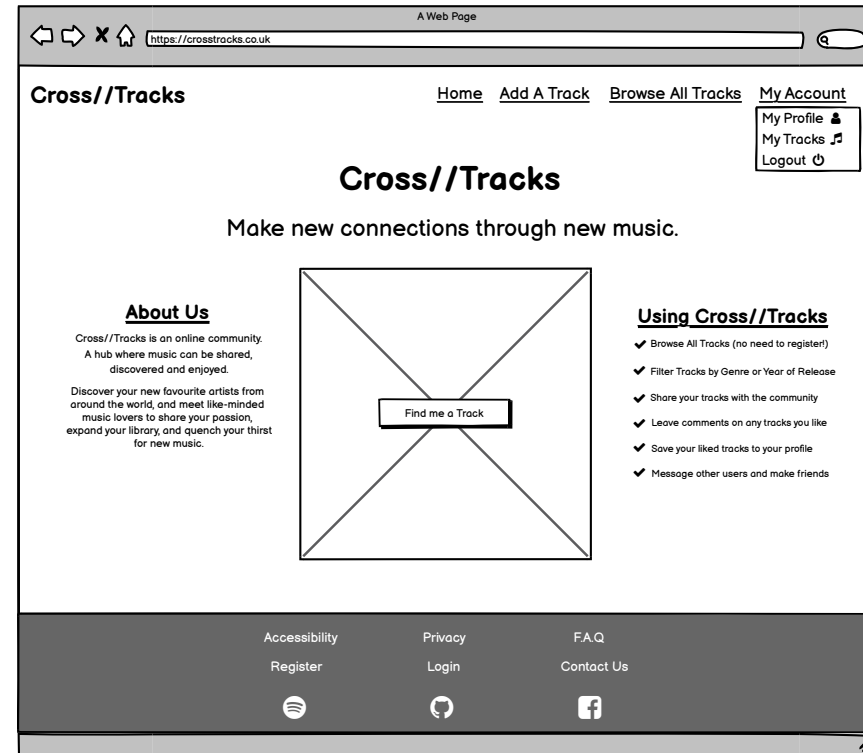 A Web Page
https://crosstracks.co.uk
Cross//Tracks
Home Add A Track Browse All Tracks My Account
My Profile
My Tracks
Logout
Cross//Tracks
Make new connections through new music.
About Us
Cross//Tracks is an online community.
A hub where music can be shared,
discovered and enjoyed.
Discover your new favourite artists from
around the world, and meet like-minded
music lovers to share your passion,
expand your library, and quench your thirst
for new music.
Find me a Track
Using Cross//Tracks
Browse All Tracks (no need to register!)
Filter Tracks by Genre or Year of Release
Share your tracks with the community
Leave comments on any tracks you like
Save your liked tracks to your profile
Message other users and make friends
Accessibility Privacy F.A.Q
Register Login Contact Us